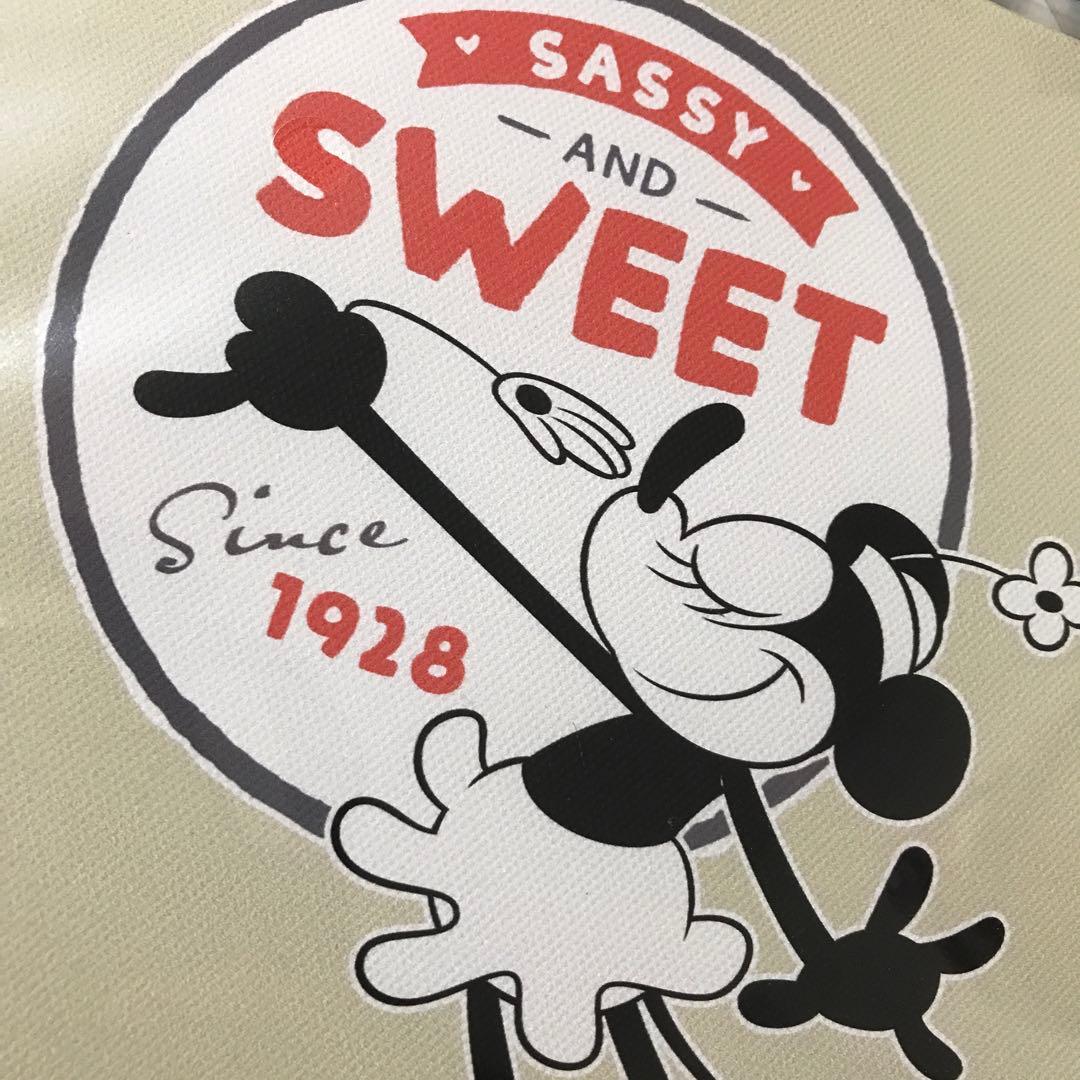 SASSY
AND
SWEET
Since
1928